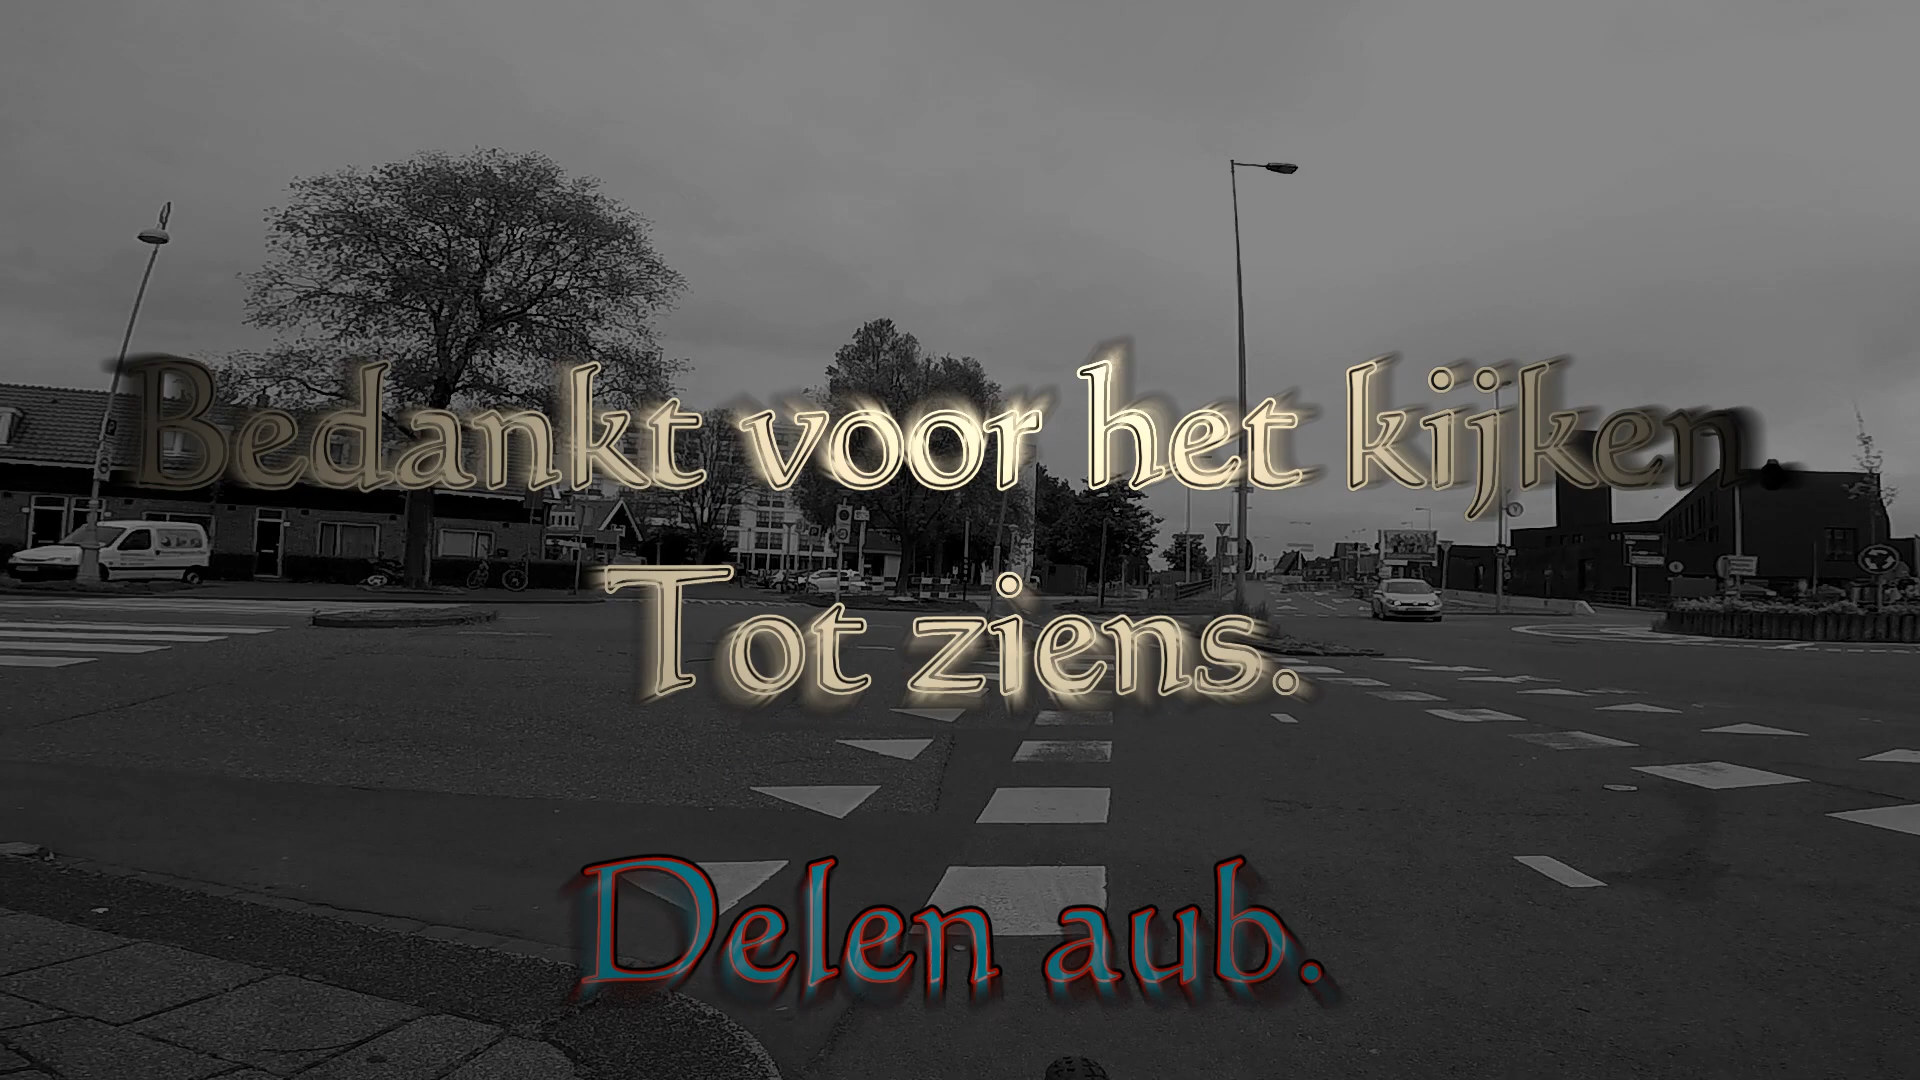 Bedankt voor het kijken.
Tot ziens.
Delen aub.